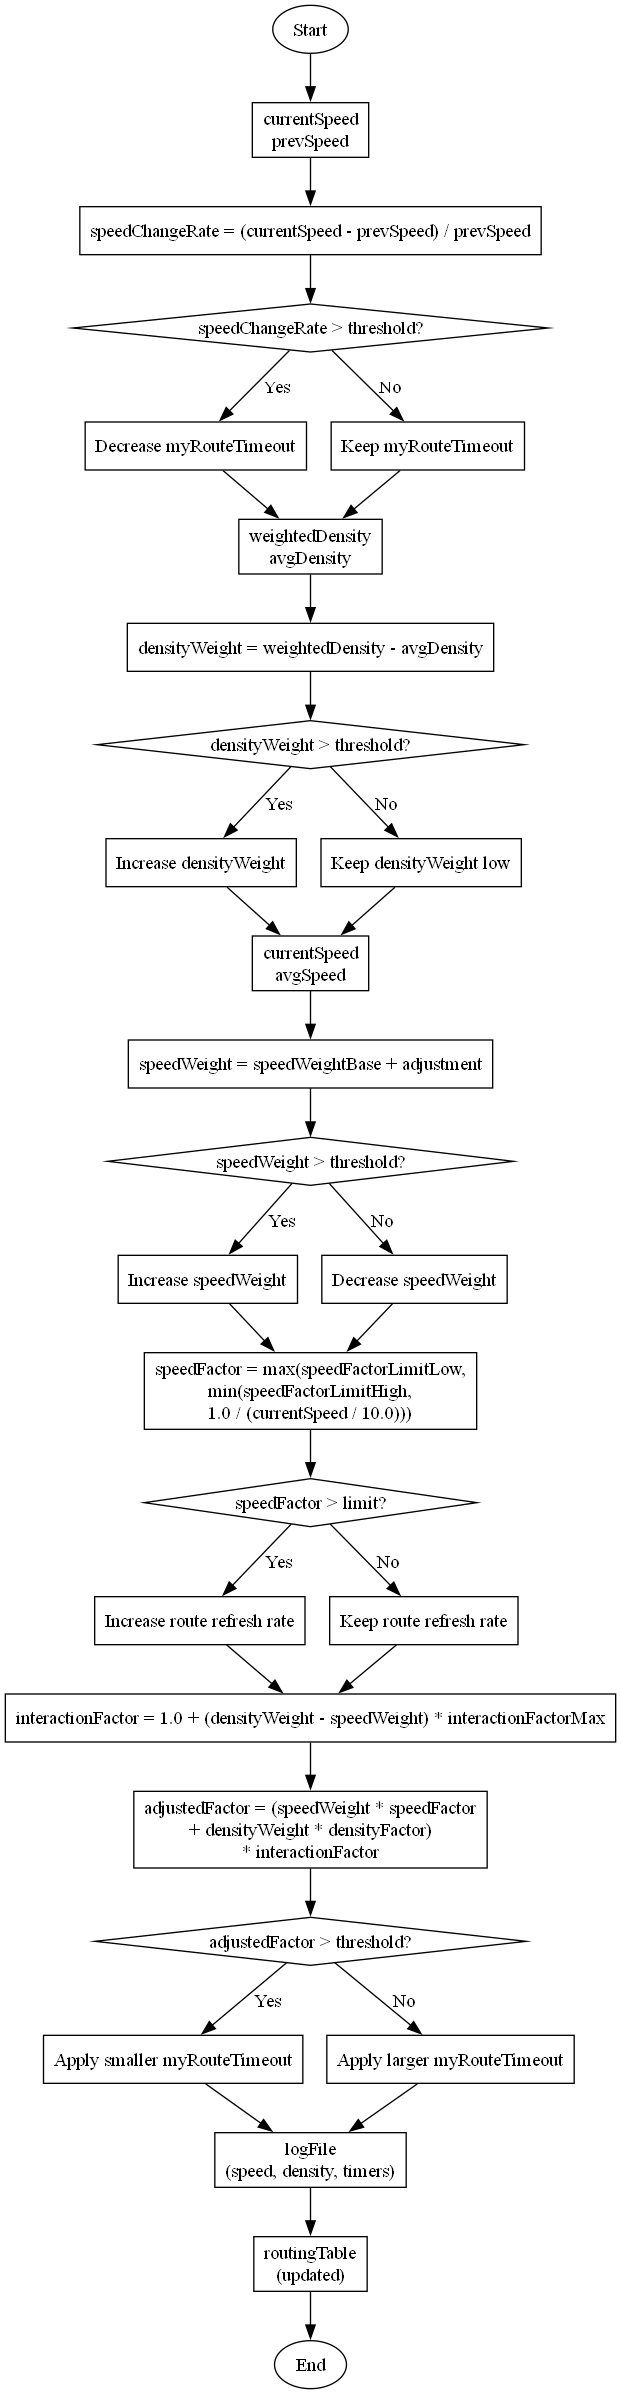 Start
currentSpeed
prevSpeed
speedChangeRate = (currentSpeed - prevSpeed) / prevSpeed
speedChangeRate > threshold?
Yes
No
Decrease myRouteTimeout
Keep myRouteTimeout
weightedDensity
avgDensity
densityWeight = weightedDensity - avgDensity
densityWeight > threshold?
Yes
No
Increase densityWeight
Keep densityWeight low
currentSpeed
avgSpeed
speedWeight = speedWeightBase + adjustment
speedWeight > threshold?
Yes
No
Increase speedWeight
Decrease speedWeight
speedFactor = max(speedFactorLimitLow,
min(speedFactorLimitHigh,
1.0 / (currentSpeed / 10.0)))
speedFactor > limit?
Yes
No
Increase route refresh rate
Keep route refresh rate
interactionFactor = 1.0 + (densityWeight - speedWeight) * interactionFactorMax
adjustedFactor = (speedWeight * speedFactor
+ densityWeight * densityFactor)
* interactionFactor
adjustedFactor > threshold?
Yes
No
Apply smaller myRouteTimeout
Apply larger myRouteTimeout
logFile
(speed, density, timers)
routingTable
(updated)
End